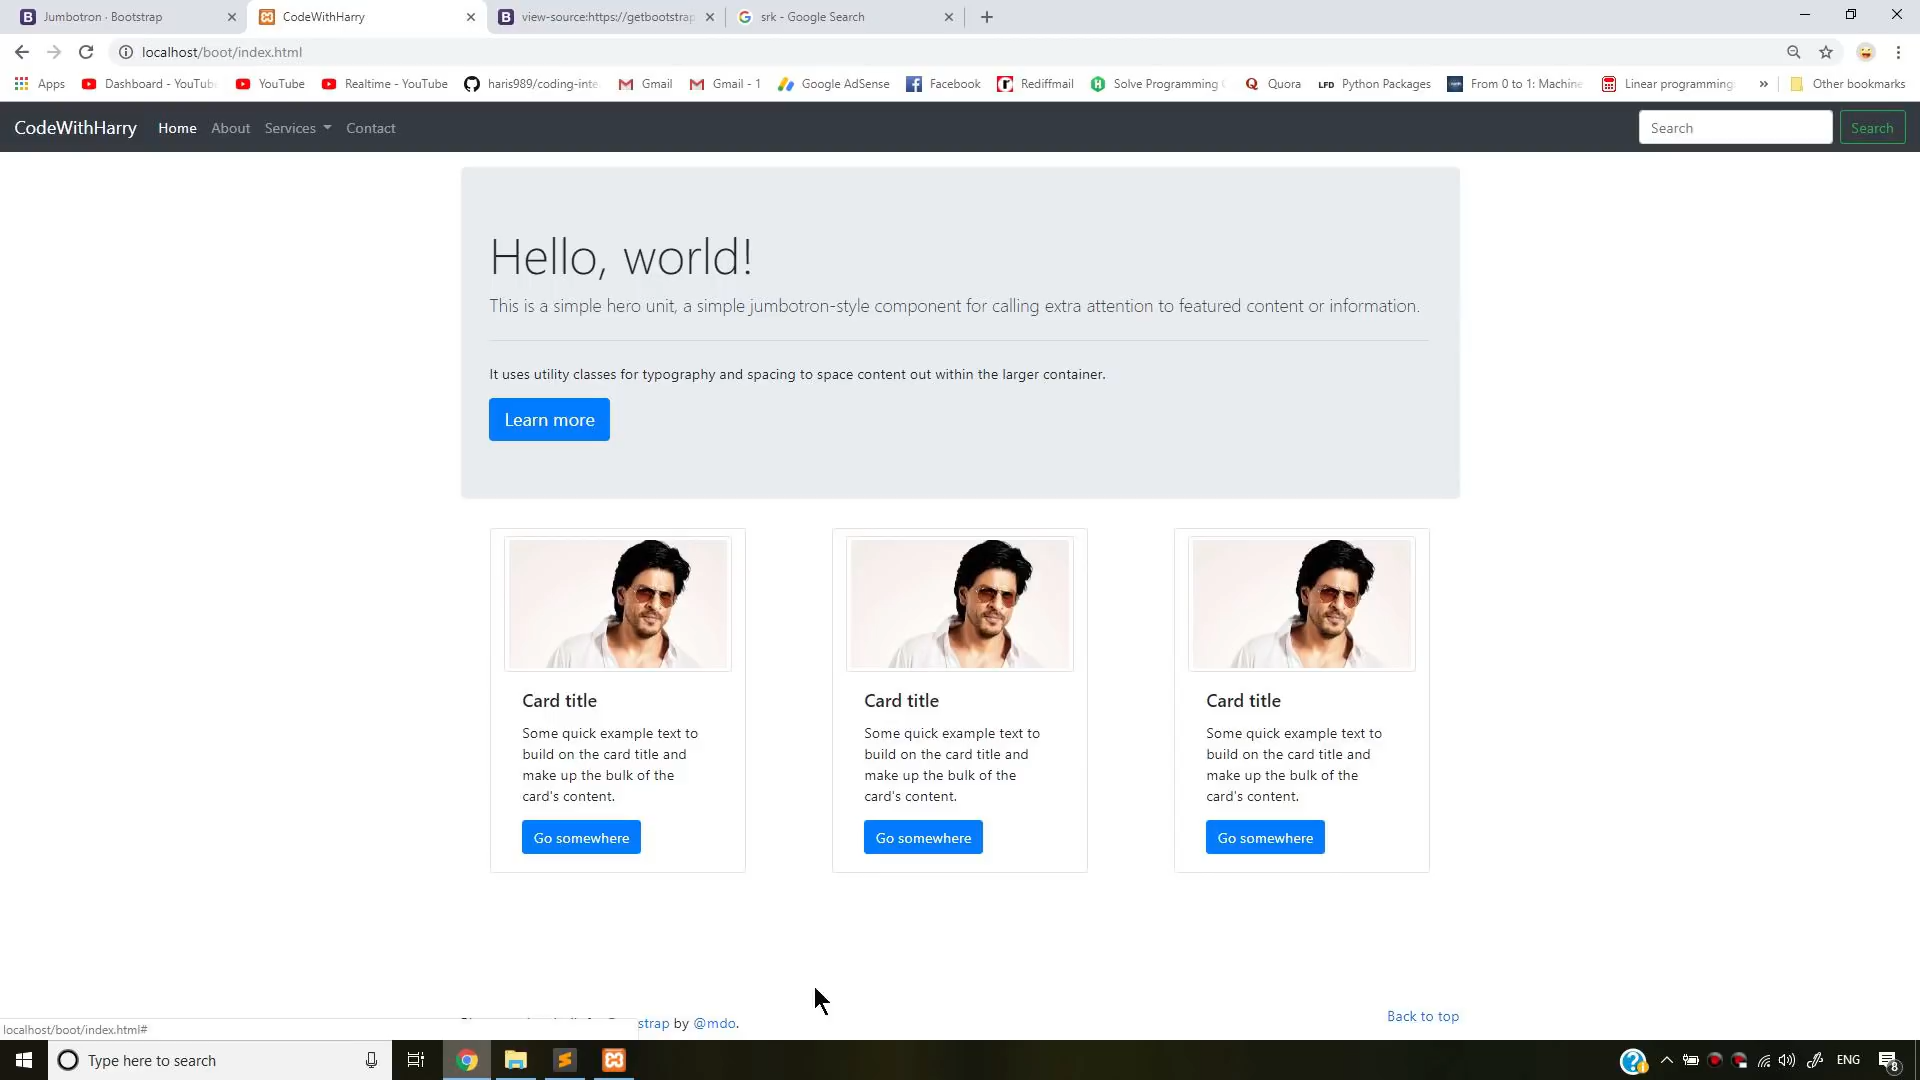 Jumbotron · Bootstrap
CodeWithHarry
view-source:https://getbootstrap
srk - Google Search
localhost/boot/index.html
Apps
Dashboard - YouTube
YouTube
Realtime - YouTube
haris989/coding-inte
Gmail
Gmail - 1
Google AdSense
Facebook
Rediffmail
Solve Programming
Quora
LFD Python Packages
From 0 to 1: Machine
Linear programming
»
Other bookmarks
CodeWithHarry
Home
About
Services
Contact
Search
Search
Hello, world!
This is a simple hero unit, a simple jumbotron-style component for calling extra attention to featured content or information.
It uses utility classes for typography and spacing to space content out within the larger container.
Learn more
Card title
Some quick example text to
build on the card title and
make up the bulk of the
card's content.
Go somewhere
Card title
Some quick example text to
build on the card title and
make up the bulk of the
card's content.
Go somewhere
Card title
Some quick example text to
build on the card title and
make up the bulk of the
card's content.
Go somewhere
Back to top
strap by @mdo.
localhost/boot/index.html#
Type here to search
ENG
8